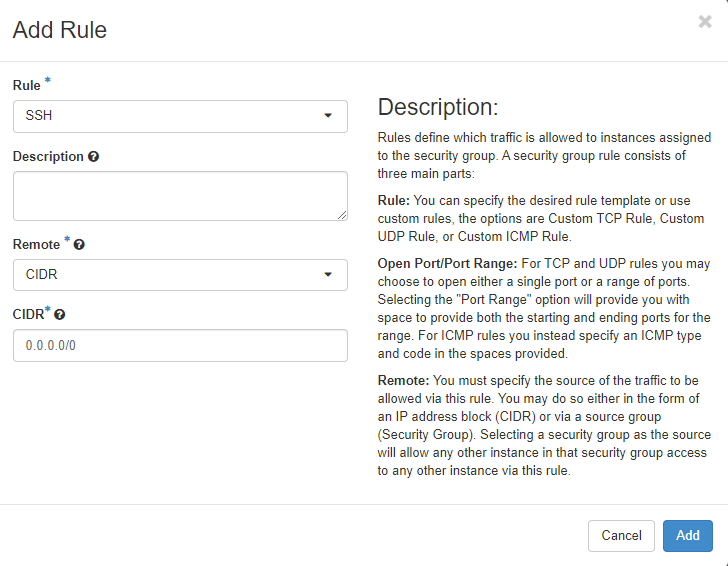 Add Rule
×
Rule *
SSH
Description
Remote *
CIDR
CIDR*
0.0.0.0/0
Description:
Rules define which traffic is allowed to instances assigned
to the security group. A security group rule consists of
three main parts:
Rule: You can specify the desired rule template or use
custom rules, the options are Custom TCP Rule, Custom
UDP Rule, or Custom ICMP Rule.
Open Port/Port Range: For TCP and UDP rules you may
choose to open either a single port or a range of ports.
Selecting the "Port Range" option will provide you with
space to provide both the starting and ending ports for the
range. For ICMP rules you instead specify an ICMP type
and code in the spaces provided.
Remote: You must specify the source of the traffic to be
allowed via this rule. You may do so either in the form of
an IP address block (CIDR) or via a source group
(Security Group). Selecting a security group as the source
will allow any other instance in that security group access
to any other instance via this rule.
Cancel
Add